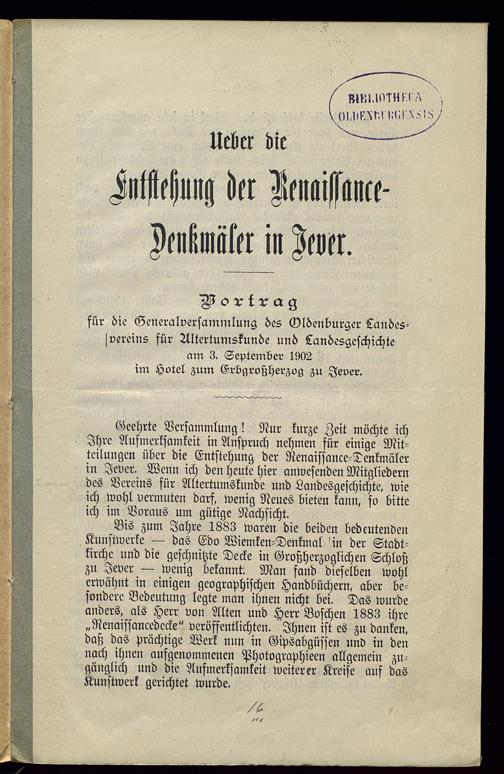 BIBLIOTHECA
OLDENBURGENSIS
Ueber die
Entstehung der Renaissance-
Denkmäler in Jever.
Vortrag
für die Generalversammlung des Oldenburger Landes-
vereins für Altertumskunde und Landesgeschichte
am 3. September 1902
im Hotel zum Erbgroßherzog zu Jever.
Geehrte Versammlung! Nur kurze Zeit möchte ich
Ihre Aufmerksamkeit in Anspruch nehmen für einige Mit-
teilungen über die Entstehung der Renaissance-Denkmäler
in Jever. Wenn ich den heute hier anwesenden Mitgliedern
des Vereins für Altertumskunde und Landesgeschichte, wie
ich wohl vermuten darf, wenig Neues bieten kann, so bitte
ich im Voraus um gütige Nachsicht.
Bis zum Jahre 1883 waren die beiden bedeutenden
Kunstwerke — das Edo Wiemken-Denkmal in der Stadt-
kirche und die geschnitzte Decke in Großherzoglichen Schloß
zu Jever — wenig bekannt. Man fand dieselben wohl
erwähnt in einigen geographischen Handbüchern, aber be-
sondere Bedeutung legte man ihnen nicht bei. Das wurde
anders, als Herr von Alten und Herr Boschen 1883 ihre
„Renaissancedecke" veröffentlichten. Ihnen ist es zu danken,
daß das prächtige Werk nun in Gipsabgüssen und in den
nach ihnen aufgenommenen Photographieen allgemein zu-
gänglich und die Aufmerksamkeit weiterer Kreise auf das
Kunstwerk gerichtet wurde.
16